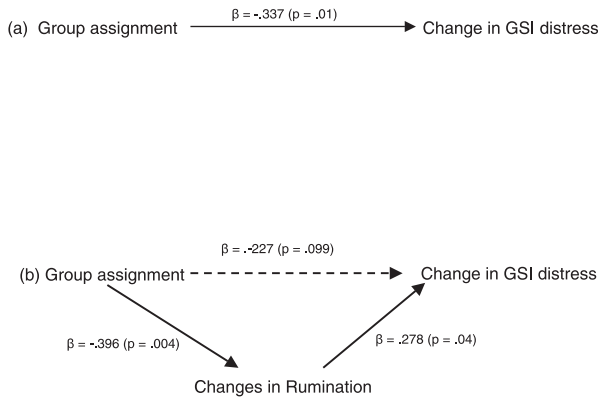 β = -.337 (p = .01)
(a) Group assignment Change in GSI distress
β = .-227 (p = .099)
(b) Group assignment Change in GSI distress
β = -.396 (p = .004) β = .278 (p = .04)
Changes in Rumination